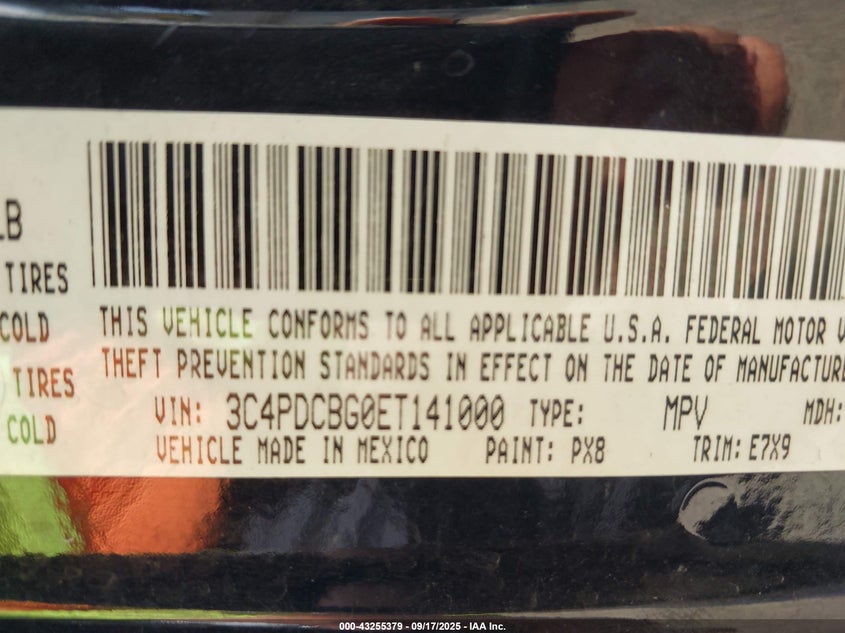 LB
TIRES
COLD
TIRES
COLD
THIS VEHICLE CONFORMS TO ALL APPLICABLE U.S.A. FEDERAL MOTOR V
THEFT PREVENTION STANDARDS IN EFFECT ON THE DATE OF MANUFACTURE
VIN: 3C4PDCBG0ET141000 TYPE: MPV MDH:
VEHICLE MADE IN MEXICO PAINT: PX8 TRIM: E7X9
000-43255379 - 09/17/2025 - IAA Inc.